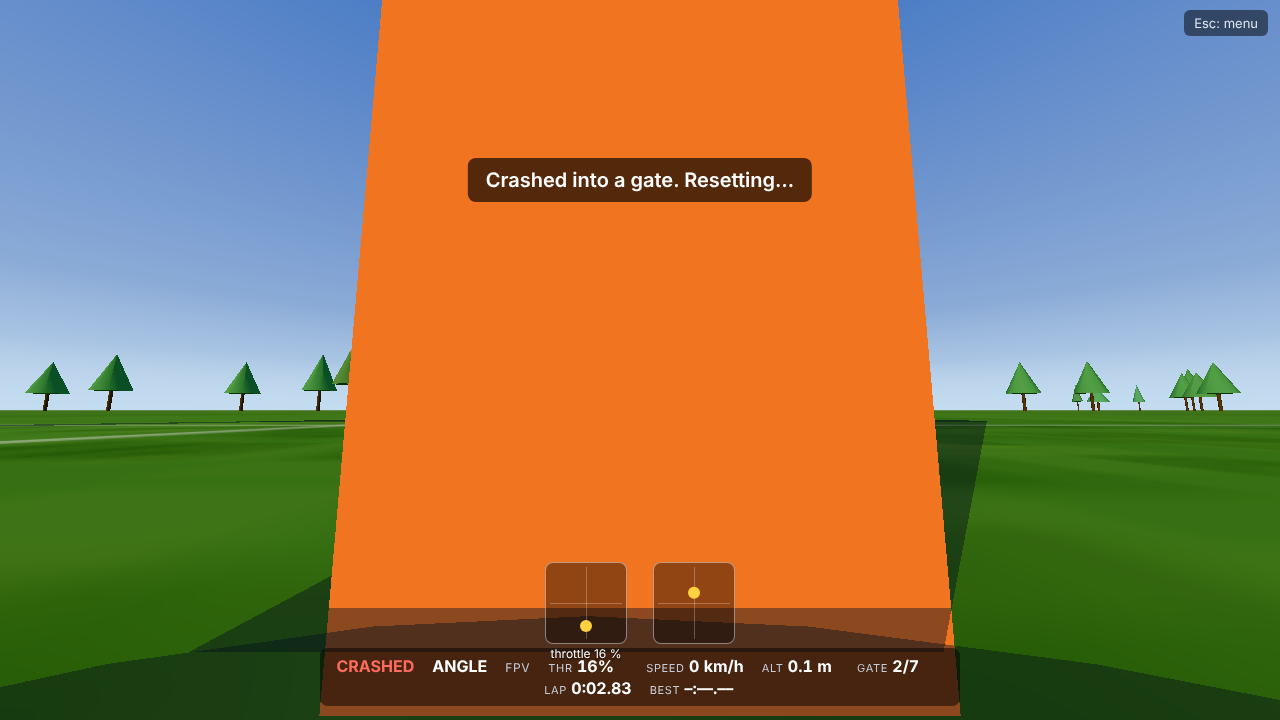 Esc: menu
Crashed into a gate. Resetting...
throttle 16 %
CRASHED ANGLE FPV THR 16% SPEED 0 km/h ALT 0.1 m GATE 2/7
LAP 0:02.83 BEST –:––.––